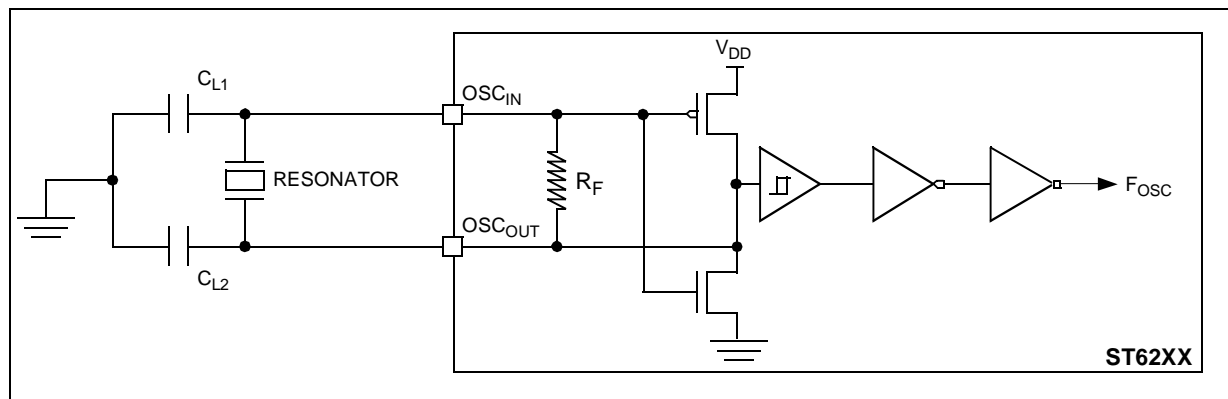 V_DD
C_L1
OSC_IN
RESONATOR
R_F
F_OSC
OSC_OUT
C_L2
ST62XX